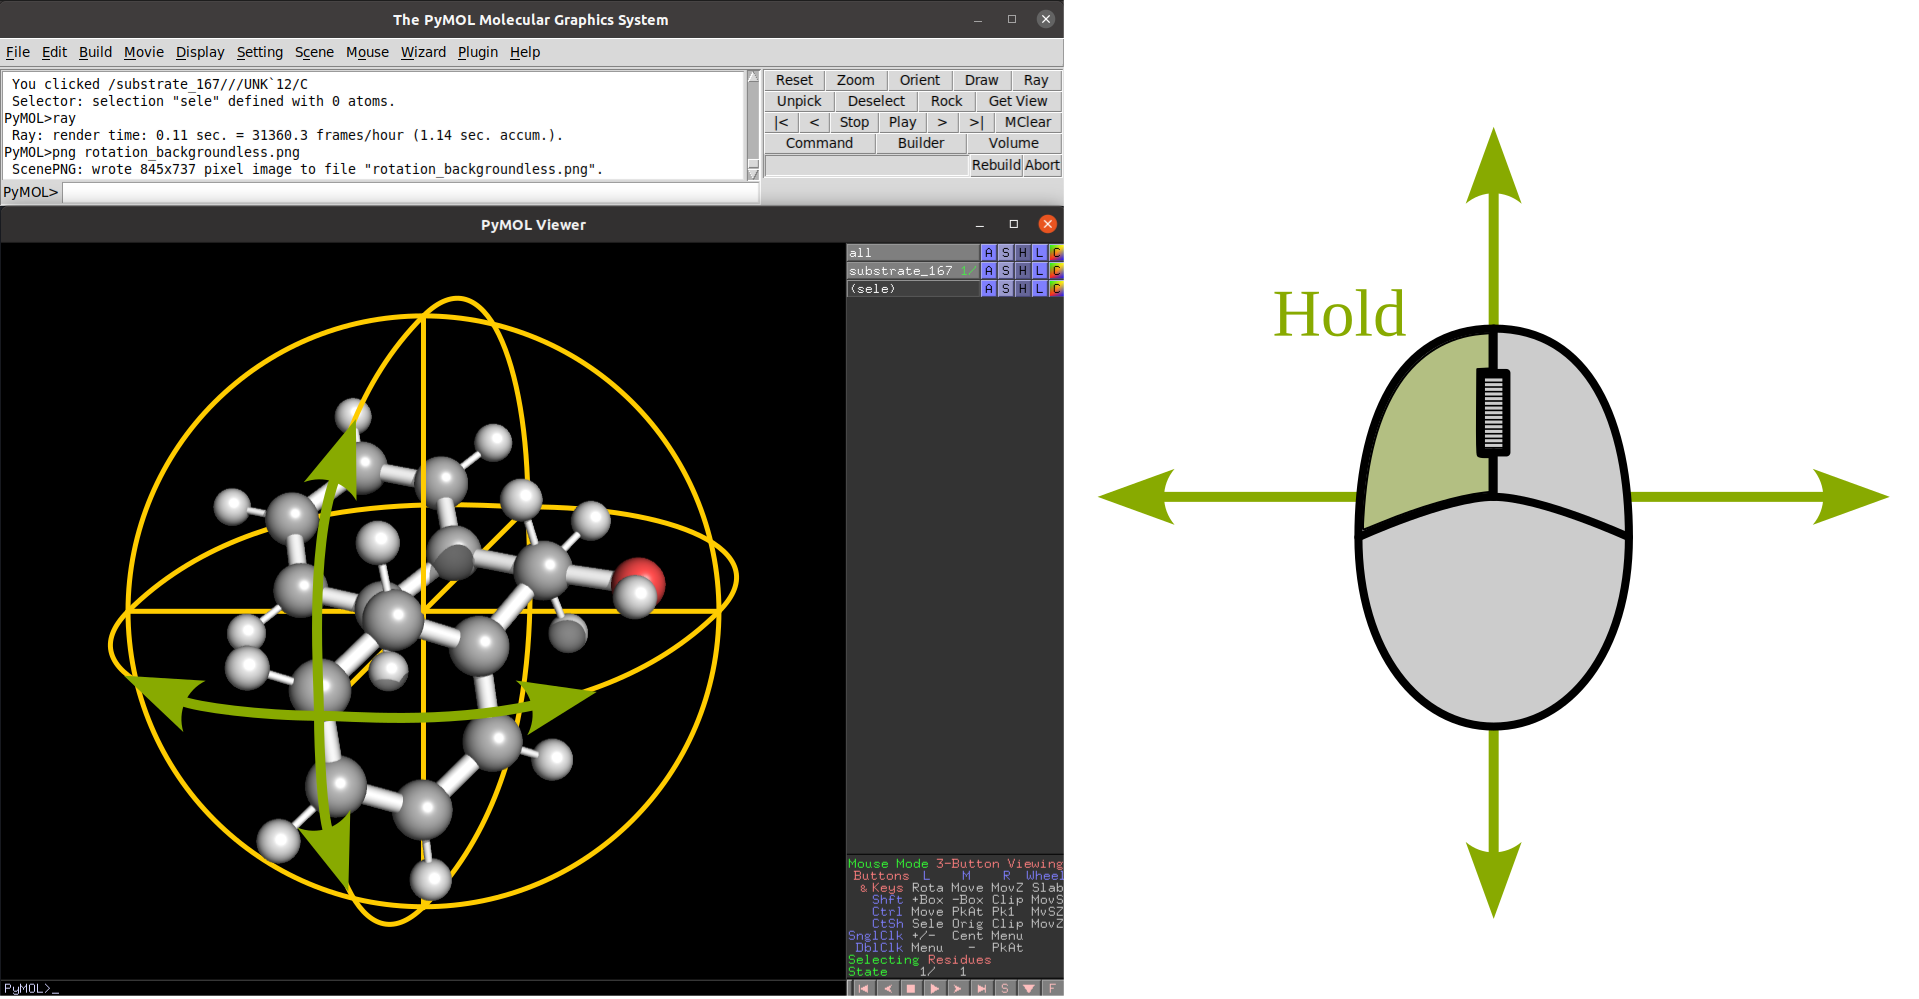 The PyMOL Molecular Graphics System
File Edit Build Movie Display Setting Scene Mouse Wizard Plugin Help
You clicked /substrate_167///UNK`12/C
Selector: selection "sele" defined with 0 atoms.
PyMOL>ray
Ray: render time: 0.11 sec. = 31360.3 frames/hour (1.14 sec. accum.).
PyMOL>png rotation_backgroundless.png
ScenePNG: wrote 845x737 pixel image to file "rotation_backgroundless.png".
PyMOL>
Reset Zoom Orient Draw Ray
Unpick Deselect Rock Get View
|< < Stop Play > >| MClear
Command Builder Volume
Rebuild Abort
PyMOL Viewer
all A S H L C
substrate_167 1/ A S H L C
(sele) A S H L C
Hold
Mouse Mode 3-Button Viewing
Buttons L M R Wheel
& Keys Rota Move MovZ Slab
Shft +Box -Box Clip MovS
Ctrl Move PkAt Pk1 MvSZ
CtSh Sele Orig Clip MovZ
SnglClk +/- Cent Menu
DblClk Menu - PkAt
Selecting Residues
State 1/ 1
S F
PyMOL>_